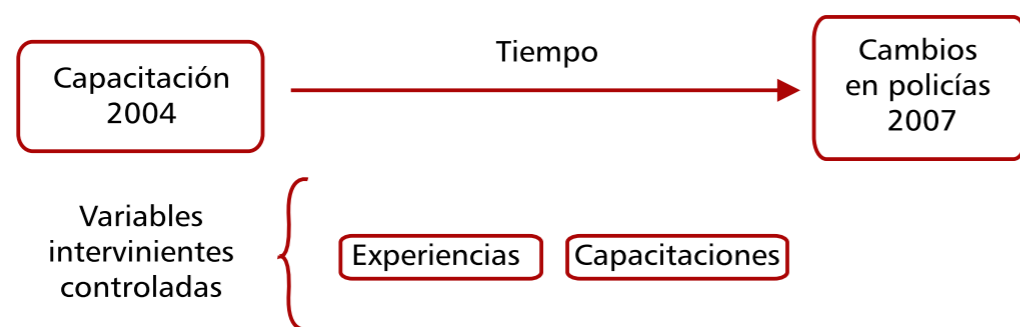 Capacitación
2004
Tiempo
Cambios
en policías
2007
Variables
intervinientes
controladas
Experiencias
Capacitaciones